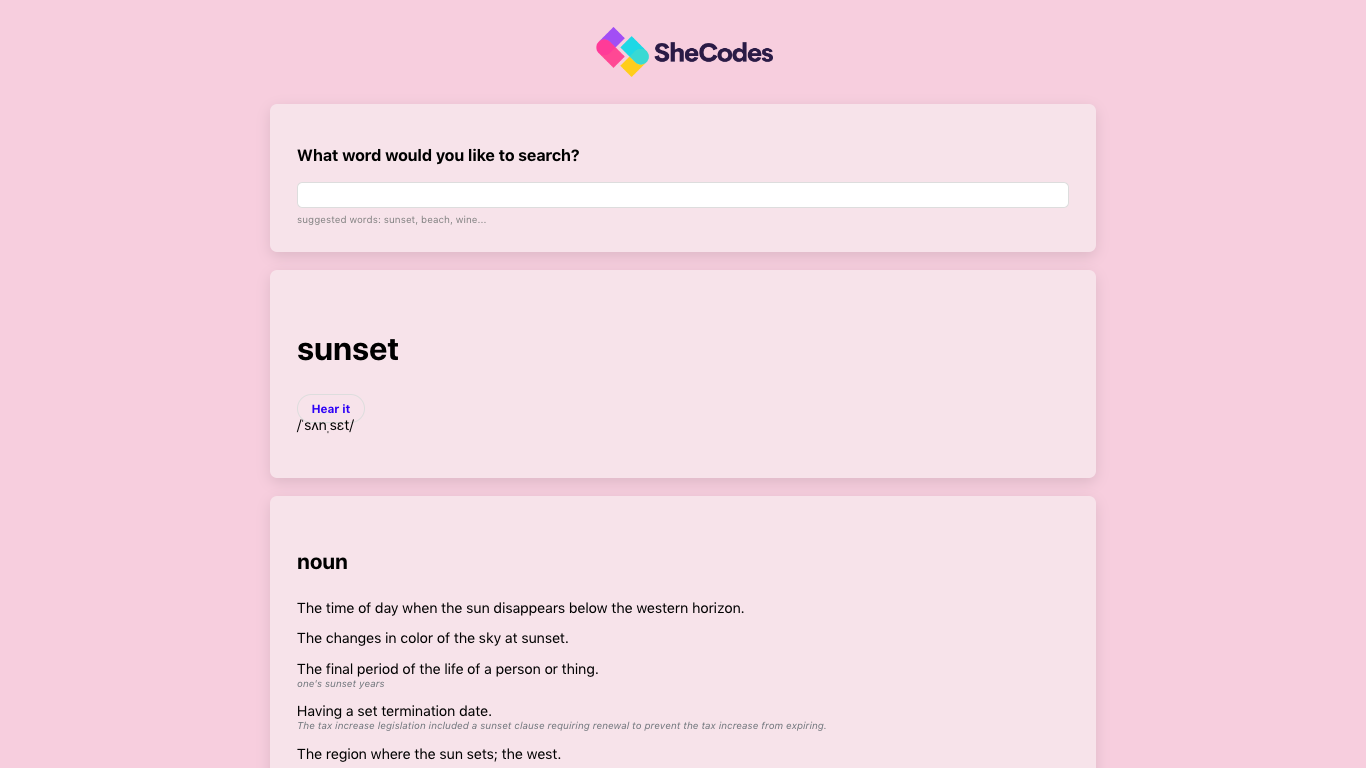 SheCodes
What word would you like to search?
suggested words: sunset, beach, wine...
sunset
Hear it
/ˈsʌnˌsɛt/
noun
The time of day when the sun disappears below the western horizon.
The changes in color of the sky at sunset.
The final period of the life of a person or thing.
one's sunset years
Having a set termination date.
The tax increase legislation included a sunset clause requiring renewal to prevent the tax increase from expiring.
The region where the sun sets; the west.